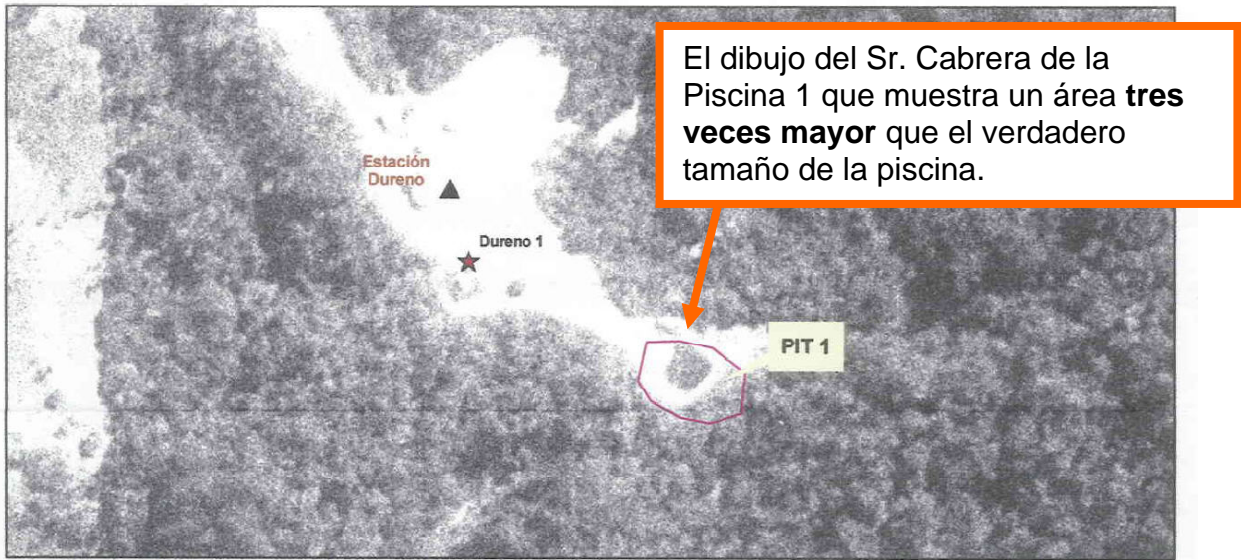 El dibujo del Sr. Cabrera de la
Piscina 1 que muestra un área tres
veces mayor que el verdadero
tamaño de la piscina.
Estación
Dureno
Dureno 1
PIT 1